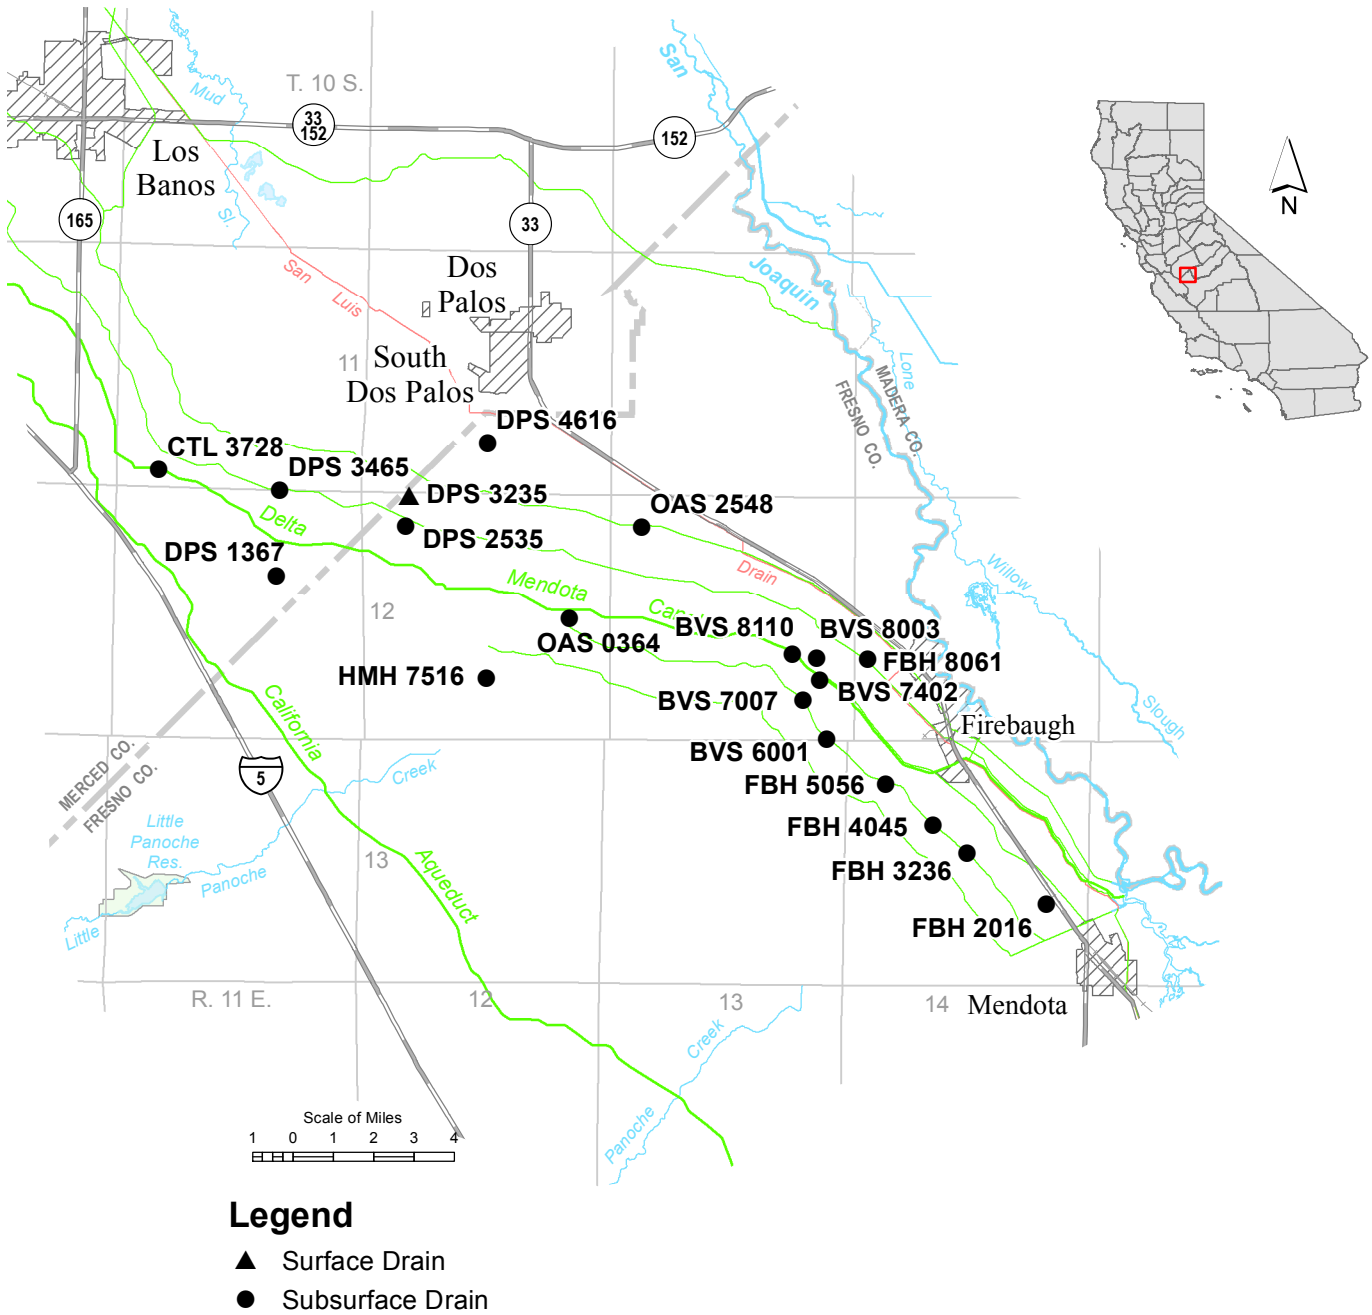 San
Mud
T. 10 S.
33
152
152
Los
Banos
N
165
Sl.
33
San
Luis
Dos
Palos
Joaquin
11
South
Dos Palos
Lone
MADERA CO.
FRESNO CO.
DPS 4616
CTL 3728
DPS 3465
DPS 3235
OAS 2548
Delta
DPS 2535
DPS 1367
Drain
Willow
Mendota
12
Canal
BVS 8110
BVS 8003
OAS 0364
FBH 8061
HMH 7516
BVS 7402
BVS 7007
California
Slough
Firebaugh
BVS 6001
MERCED CO.
FRESNO CO.
5
Creek
FBH 5056
Little
Panoche
Res.
FBH 4045
13
Panoche
Aqueduct
FBH 3236
Little
FBH 2016
R. 11 E.
12
13
14
Mendota
Creek
Panoche
Scale of Miles
1 0 1 2 3 4
Legend
Surface Drain
Subsurface Drain